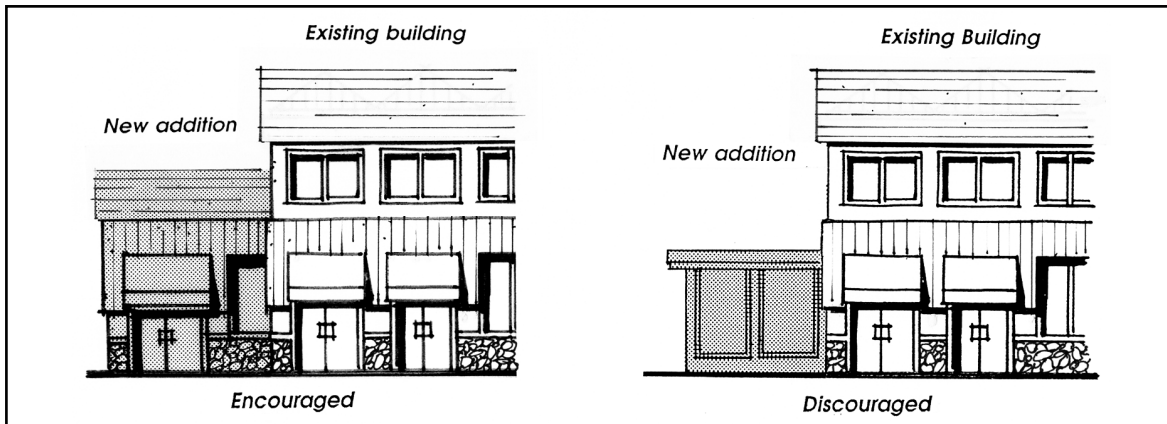 Existing building
New addition
Encouraged
Existing Building
New addition
Discouraged